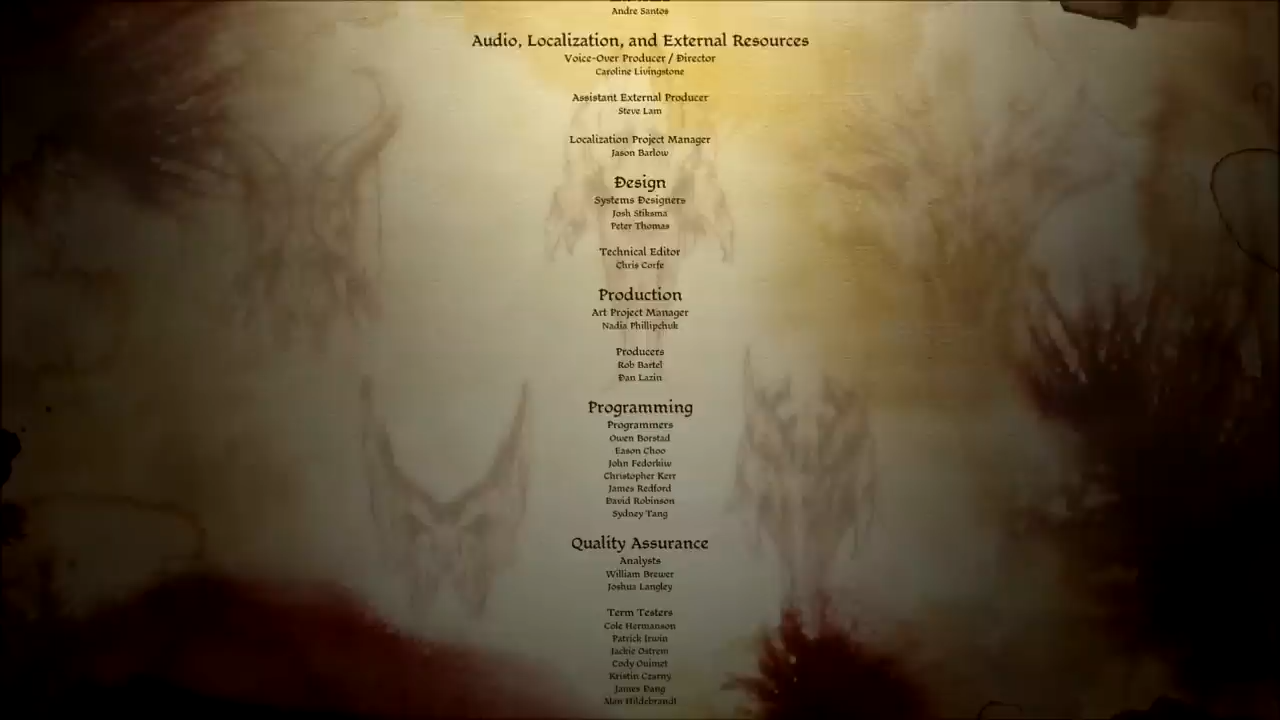 Andre Santos
Audio, Localization, and External Resources
Voice-Over Producer / Director
Caroline Livingstone
Assistant External Producer
Steve Lam
Localization Project Manager
Jason Barlow
Design
Systems Designers
Josh Stiksma
Peter Thomas
Technical Editor
Chris Corfe
Production
Art Project Manager
Nadia Phillipchuk
Producers
Rob Bartel
Dan Lazin
Programming
Programmers
Owen Borstad
Eason Choo
John Fedorkiw
Christopher Kerr
James Redford
David Robinson
Sydney Tang
Quality Assurance
Analysts
William Brewer
Joshua Langley
Term Testers
Cole Hermanson
Patrick Irwin
Jackie Ostrem
Cody Ouimet
Kristin Czarny
James Dang
Alan Hildebrandt